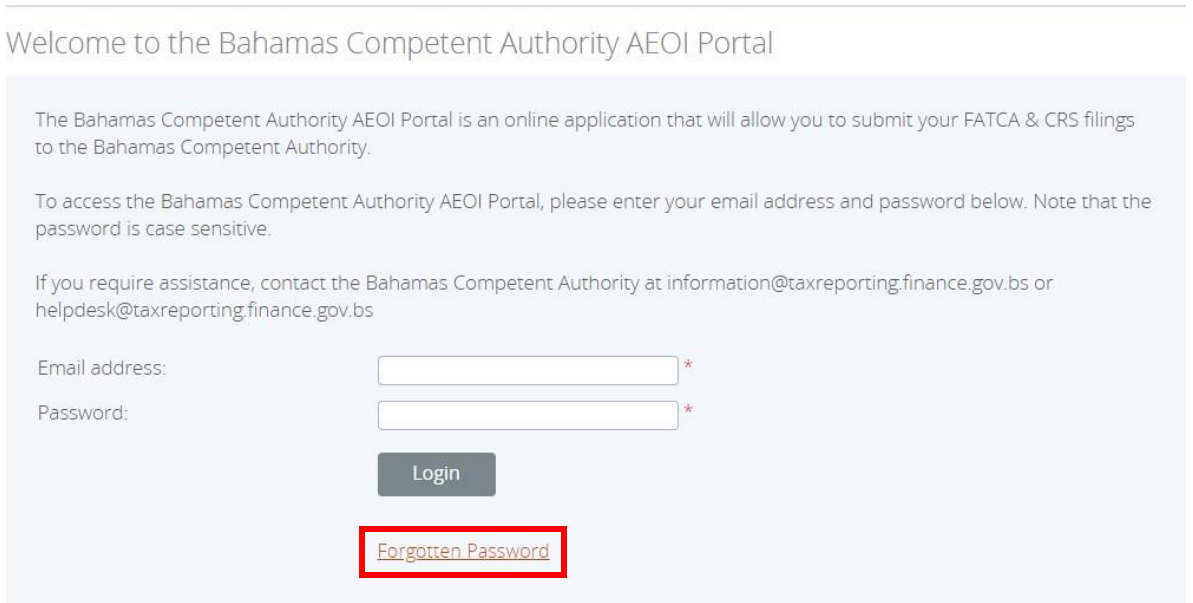 Welcome to the Bahamas Competent Authority AEOI Portal
The Bahamas Competent Authority AEOI Portal is an online application that will allow you to submit your FATCA & CRS filings
to the Bahamas Competent Authority.
To access the Bahamas Competent Authority AEOI Portal, please enter your email address and password below. Note that the
password is case sensitive.
If you require assistance, contact the Bahamas Competent Authority at information@taxreporting.finance.gov.bs or
helpdesk@taxreporting.finance.gov.bs
Email address: *
Password: *
Login
Forgotten Password